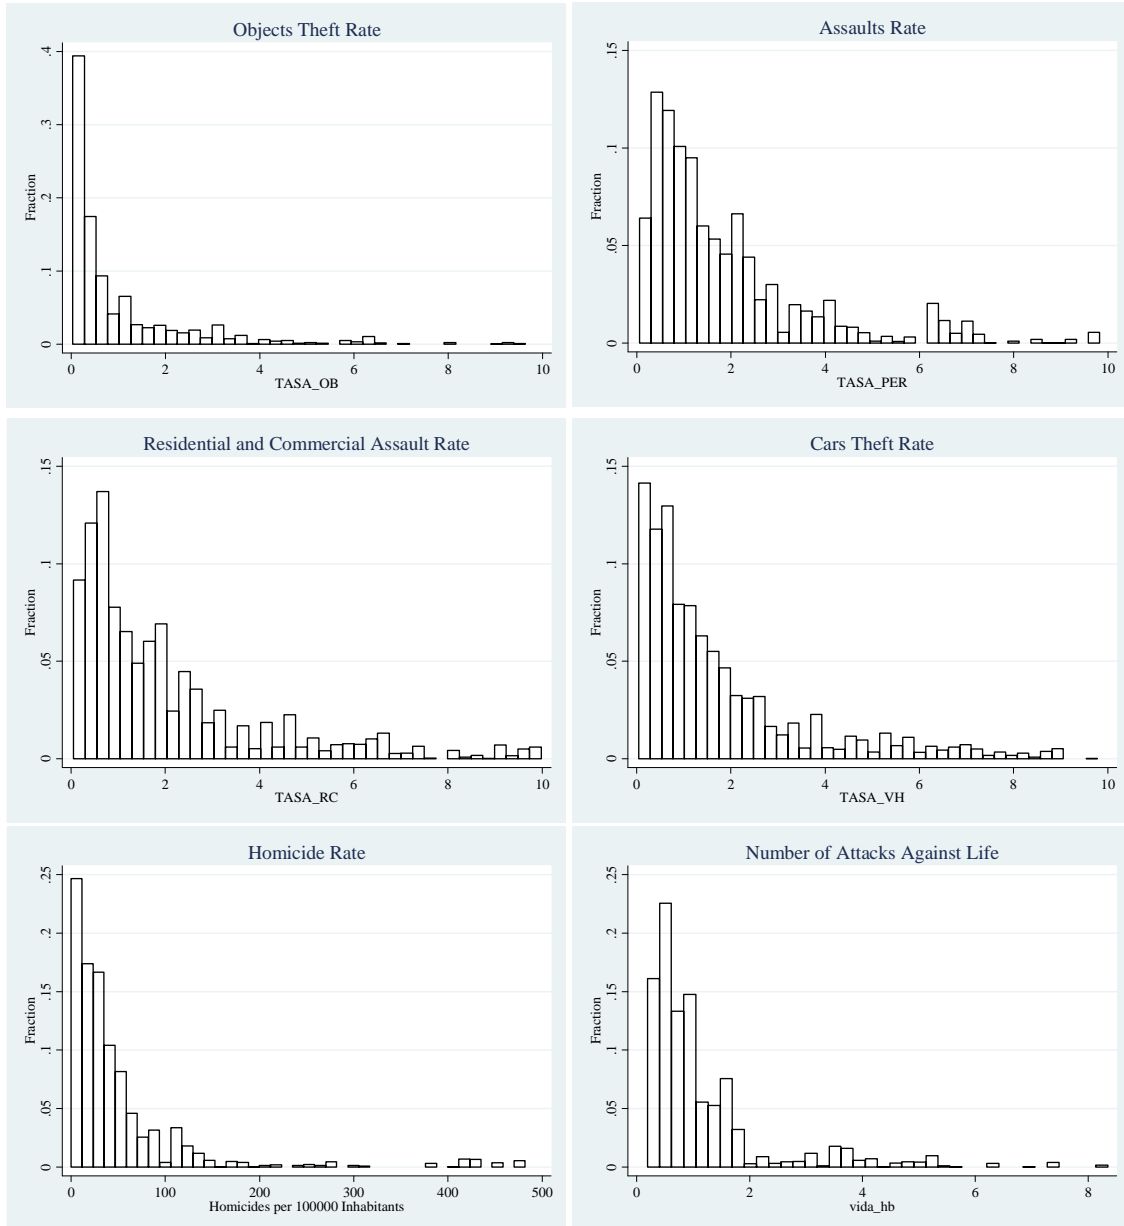 Objects Theft Rate
Fraction
0 .1 .2 .3 .4
0 2 4 6 8 10
TASA_OB
Assaults Rate
Fraction
0 .05 .1 .15
0 2 4 6 8 10
TASA_PER
Residential and Commercial Assault Rate
Fraction
0 .05 .1 .15
0 2 4 6 8 10
TASA_RC
Cars Theft Rate
Fraction
0 .05 .1 .15
0 2 4 6 8 10
TASA_VH
Homicide Rate
Fraction
0 .05 .1 .15 .2 .25
0 100 200 300 400 500
Homicides per 100000 Inhabitants
Number of Attacks Against Life
Fraction
0 .05 .1 .15 .2 .25
0 2 4 6 8
vida_hb